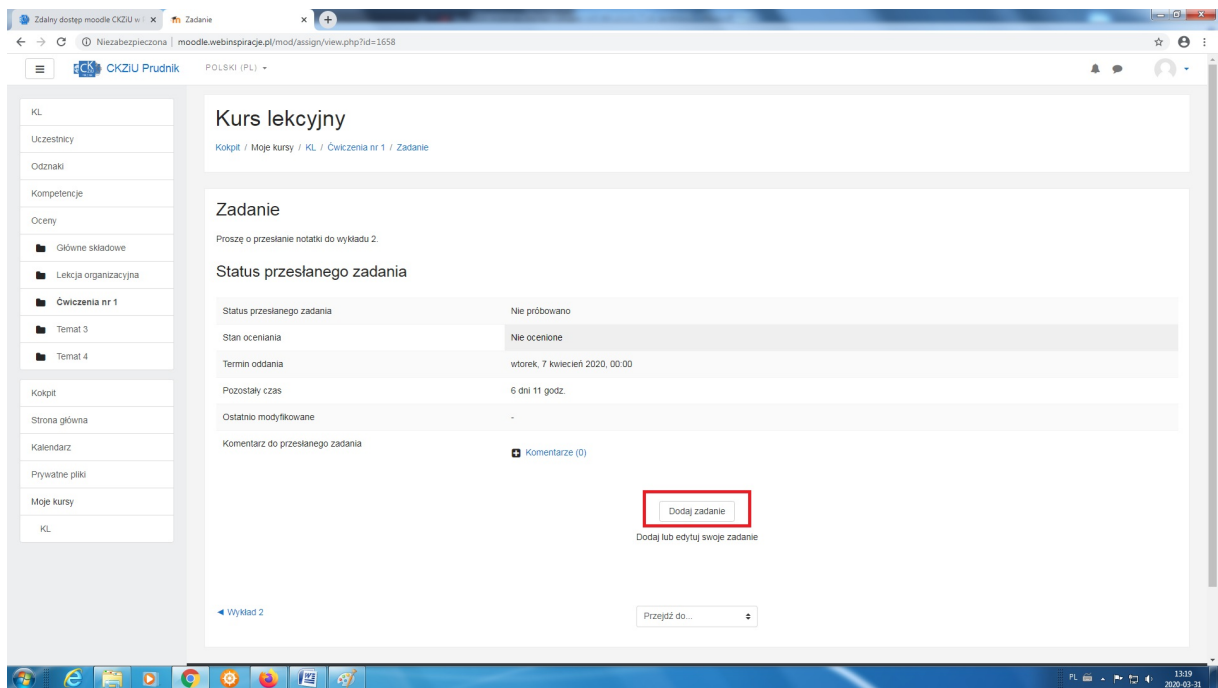 Zdalny dostęp moodle CKZiU w
Zadanie
Niezabezpieczona | moodle.webinspiracje.pl/mod/assign/view.php?id=1658
CKZiU Prudnik
POLSKI (PL)
KL
Uczestnicy
Odznaki
Kompetencje
Oceny
Główne składowe
Lekcja organizacyjna
Ćwiczenia nr 1
Temat 3
Temat 4
Kokpit
Strona główna
Kalendarz
Prywatne pliki
Moje kursy
KL
Kurs lekcyjny
Kokpit / Moje kursy / KL / Ćwiczenia nr 1 / Zadanie
Zadanie
Proszę o przesłanie notatki do wykładu 2.
Status przesłanego zadania
Status przesłanego zadania Nie próbowano
Stan oceniania Nie ocenione
Termin oddania wtorek, 7 kwiecień 2020, 00:00
Pozostały czas 6 dni 11 godz.
Ostatnio modyfikowane -
Komentarz do przesłanego zadania Komentarze (0)
Dodaj zadanie
Dodaj lub edytuj swoje zadanie
◄ Wykład 2
Przejdź do...
PL
13:19
2020-03-31